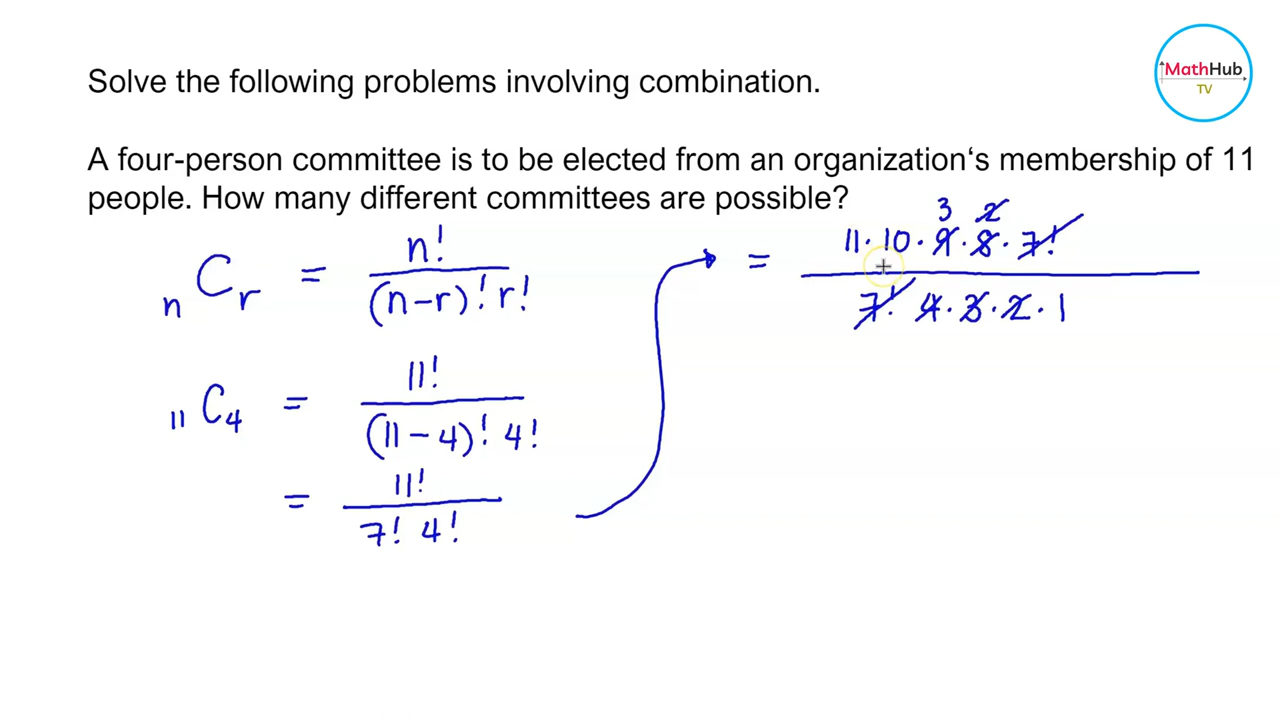 MathHub
TV
Solve the following problems involving combination.
A four-person committee is to be elected from an organization‘s membership of 11
people. How many different committees are possible?
nCr = n! / (n-r)! r!
11C4 = 11! / (11-4)! 4!
= 11! / 7! 4!
3 2
= 11 · 10 · 9 · 8 · 7! / 7! 4 · 3 · 2 · 1